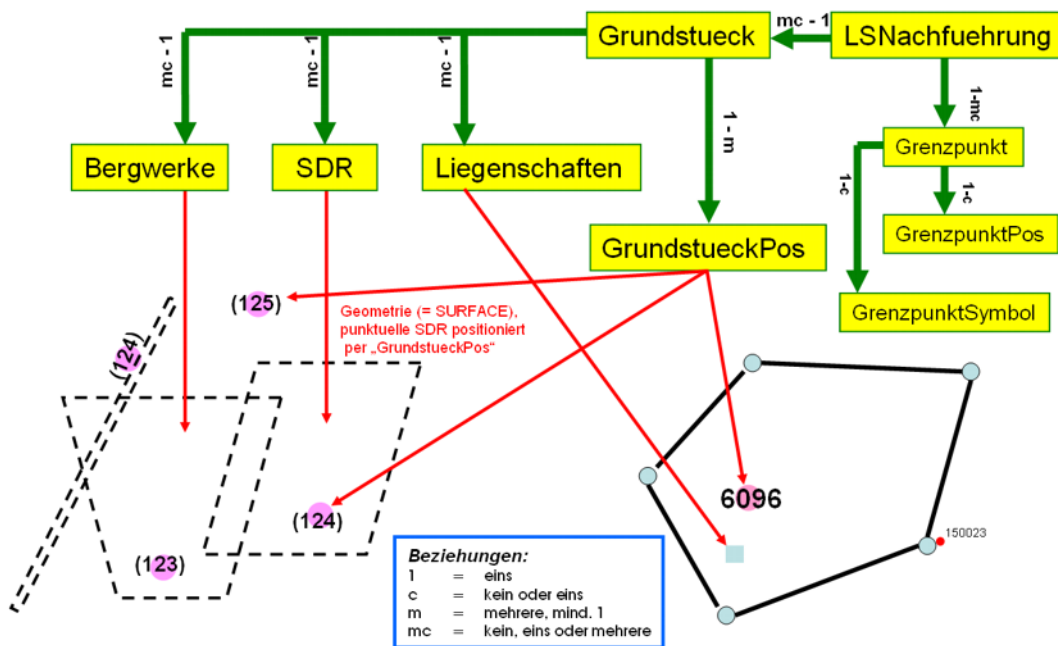 Grundstueck
mc - 1
LSNachfuehrung
mc - 1
mc - 1
mc - 1
1 - m
1-mc
Bergwerke
SDR
Liegenschaften
Grenzpunkt
1-c
1-c
GrundstueckPos
GrenzpunktPos
GrenzpunktSymbol
(125)
Geometrie (= SURFACE),
punktuelle SDR positioniert
per „GrundstueckPos“
(124)
6096
(124)
(123)
150023
Beziehungen:
1 = eins
c = kein oder eins
m = mehrere, mind. 1
mc = kein, eins oder mehrere